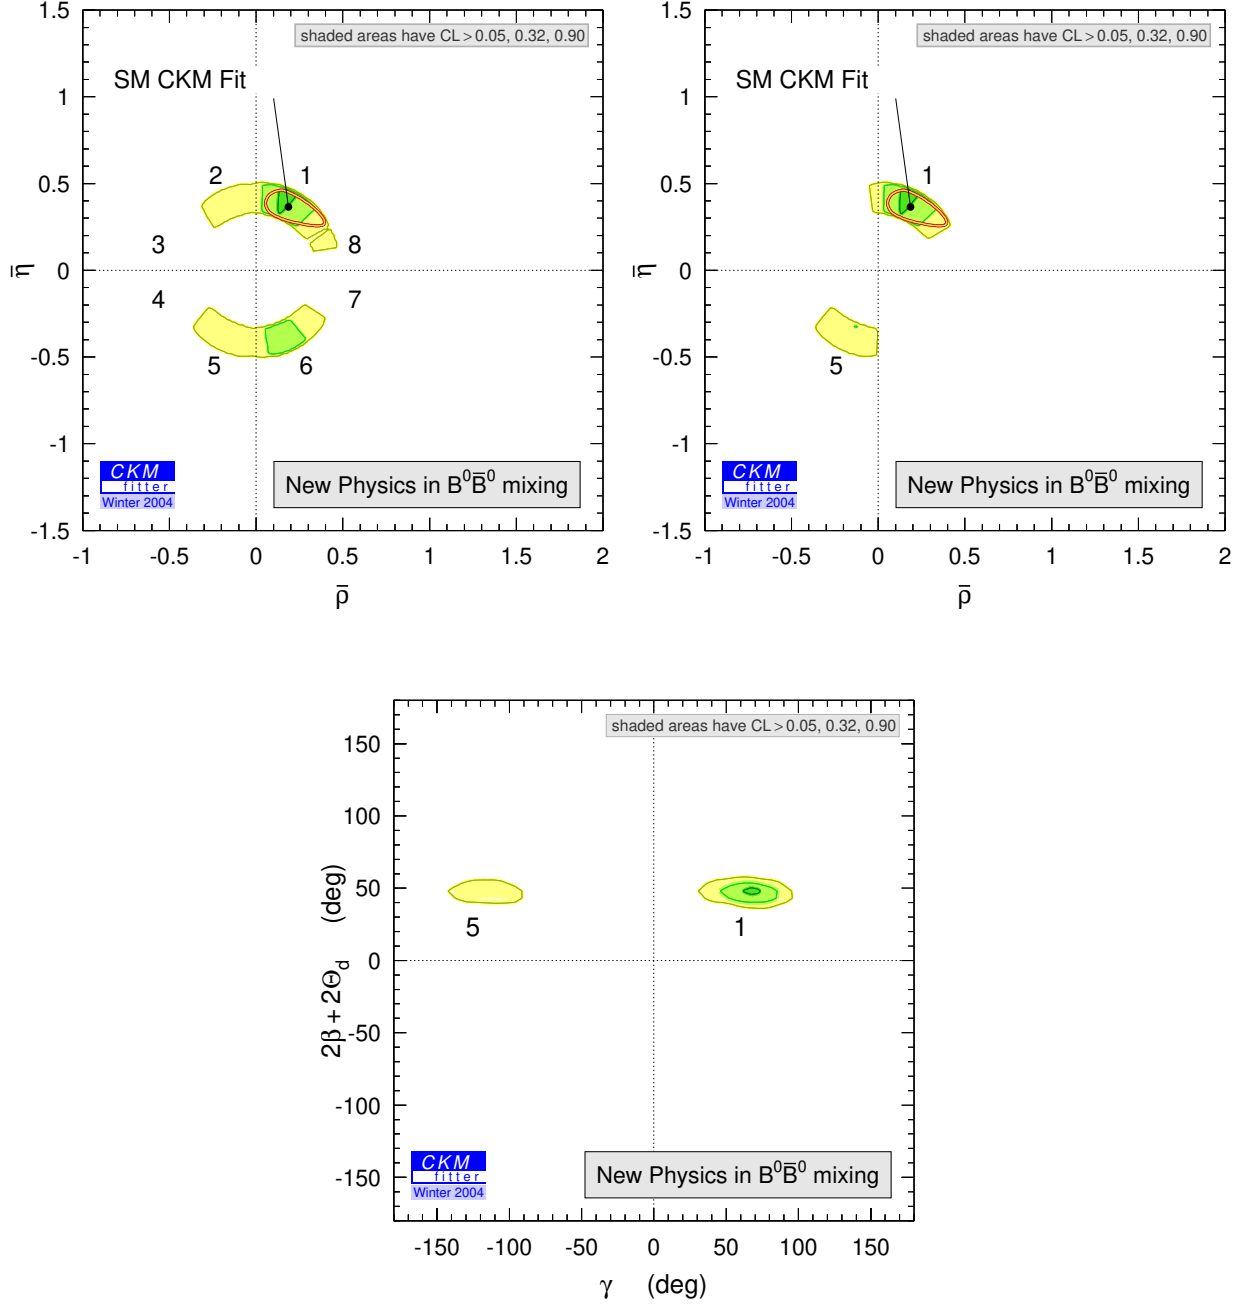 shaded areas have CL > 0.05, 0.32, 0.90
SM CKM Fit
1.5
1
0.5
0
-0.5
-1
-1.5
η̅
2
1
3
8
4
7
5
6
CKM
fitter
Winter 2004
New Physics in B⁰B̅⁰ mixing
-1
-0.5
0
0.5
1
1.5
2
ρ̅
shaded areas have CL > 0.05, 0.32, 0.90
SM CKM Fit
1.5
1
0.5
0
-0.5
-1
-1.5
η̅
1
5
CKM
fitter
Winter 2004
New Physics in B⁰B̅⁰ mixing
-1
-0.5
0
0.5
1
1.5
2
ρ̅
shaded areas have CL > 0.05, 0.32, 0.90
150
100
50
0
-50
-100
-150
2β + 2Θd (deg)
5
1
CKM
fitter
Winter 2004
New Physics in B⁰B̅⁰ mixing
-150
-100
-50
0
50
100
150
γ (deg)